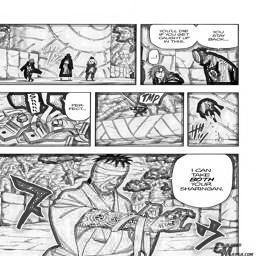 YOU
STAY
BACK...
YOU'LL DIE
IF YOU GET
CAUGHT UP
IN THIS.
PER-
FECT...
TMP
I CAN
TAKE
BOTH
YOUR
SHARINGAN.